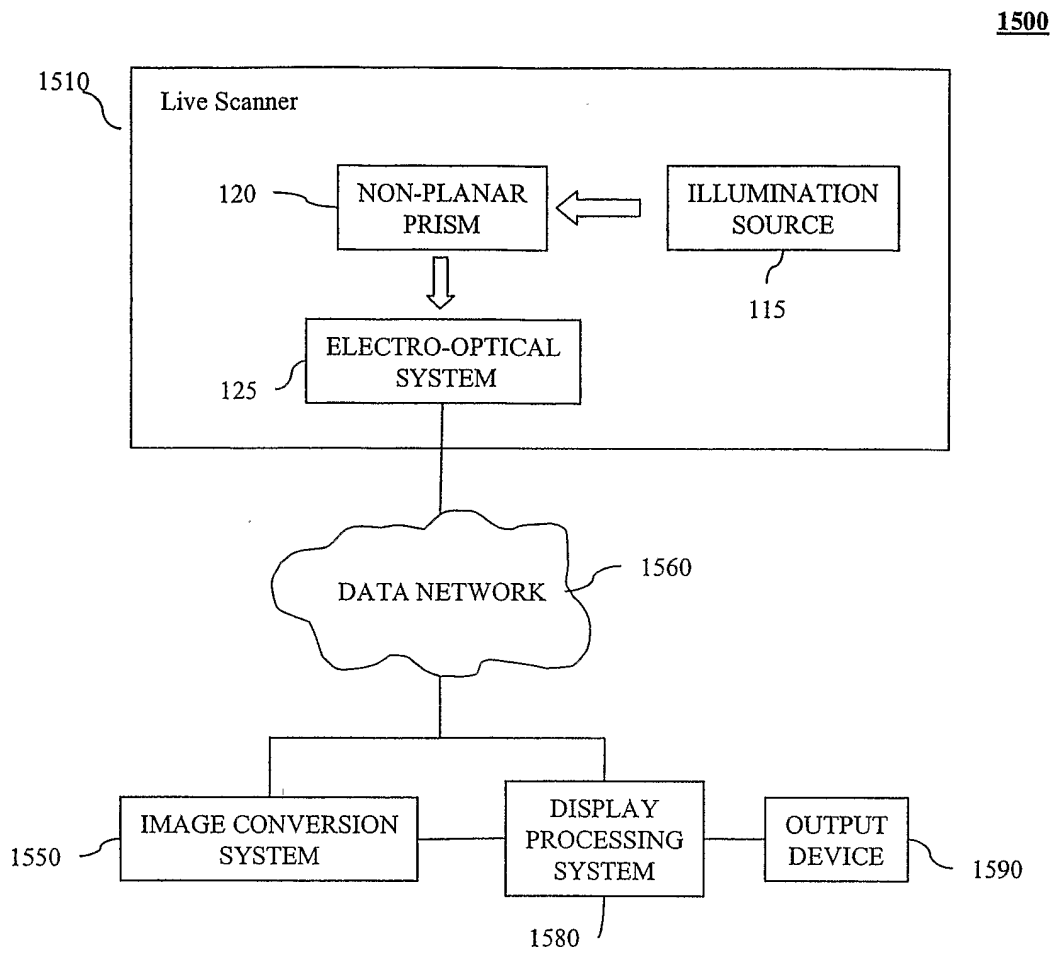 1500
1510
Live Scanner
120
NON-PLANAR
PRISM
ILLUMINATION
SOURCE
115
ELECTRO-OPTICAL
SYSTEM
125
DATA NETWORK
1560
IMAGE CONVERSION
SYSTEM
1550
DISPLAY
PROCESSING
SYSTEM
1580
OUTPUT
DEVICE
1590